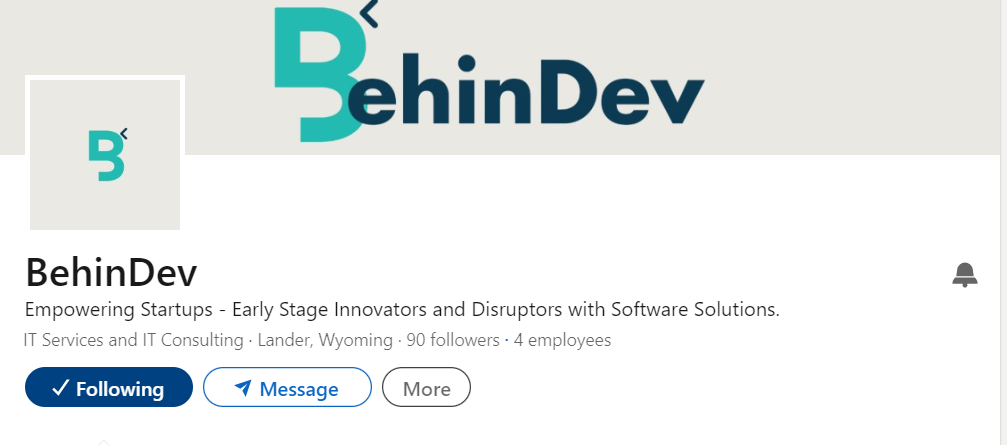 BehinDev
B
BehinDev
Empowering Startups - Early Stage Innovators and Disruptors with Software Solutions.
IT Services and IT Consulting · Lander, Wyoming · 90 followers · 4 employees
Following
Message
More